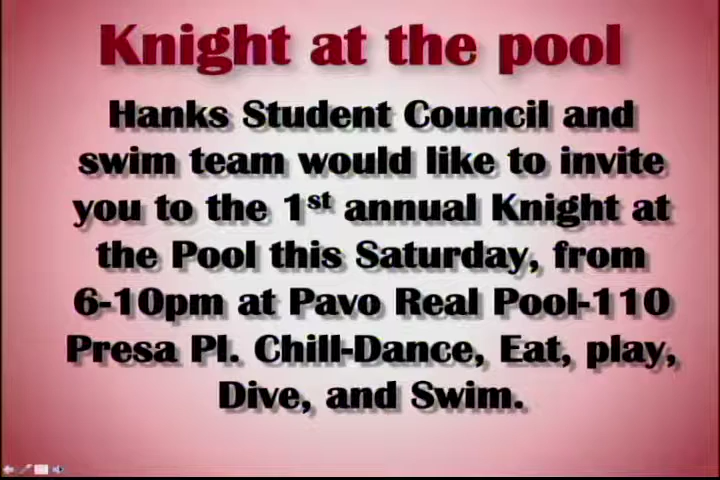 Knight at the pool
Hanks Student Council and
swim team would like to invite
you to the 1st annual Knight at
the Pool this Saturday, from
6-10pm at Pavo Real Pool-110
Presa Pl. Chill-Dance, Eat, play,
Dive, and Swim.